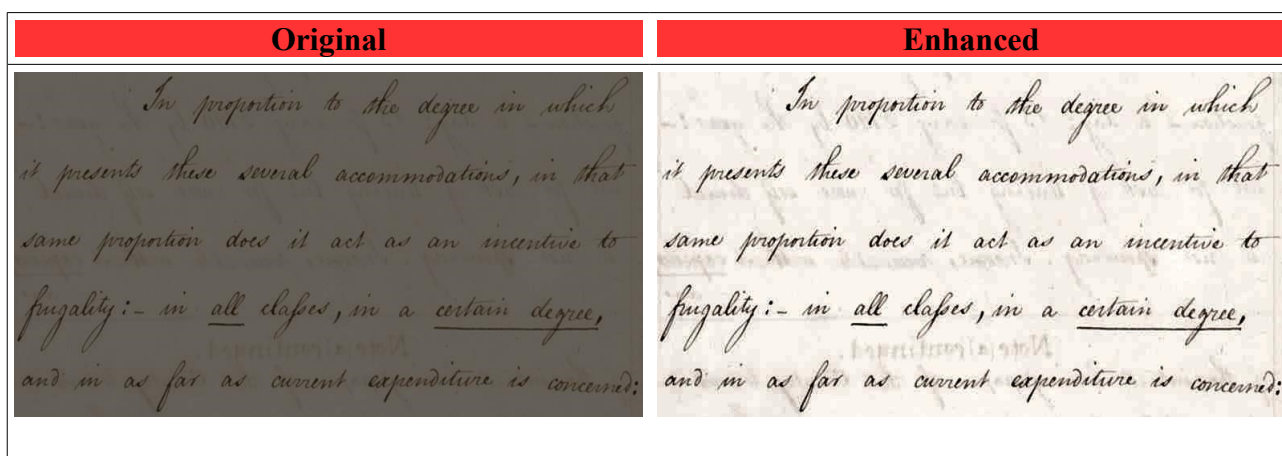 Original
In proportion to the degree in which
it presents these several accommodations, in that
same proportion does it act as an incentive to
frugality:- in all claſses, in a certain degree,
and in as far as current expenditure is concerned:
Enhanced
In proportion to the degree in which
it presents these several accommodations, in that
same proportion does it act as an incentive to
frugality:- in all claſses, in a certain degree,
Note [a] continued.
and in as far as current expenditure is concerned: